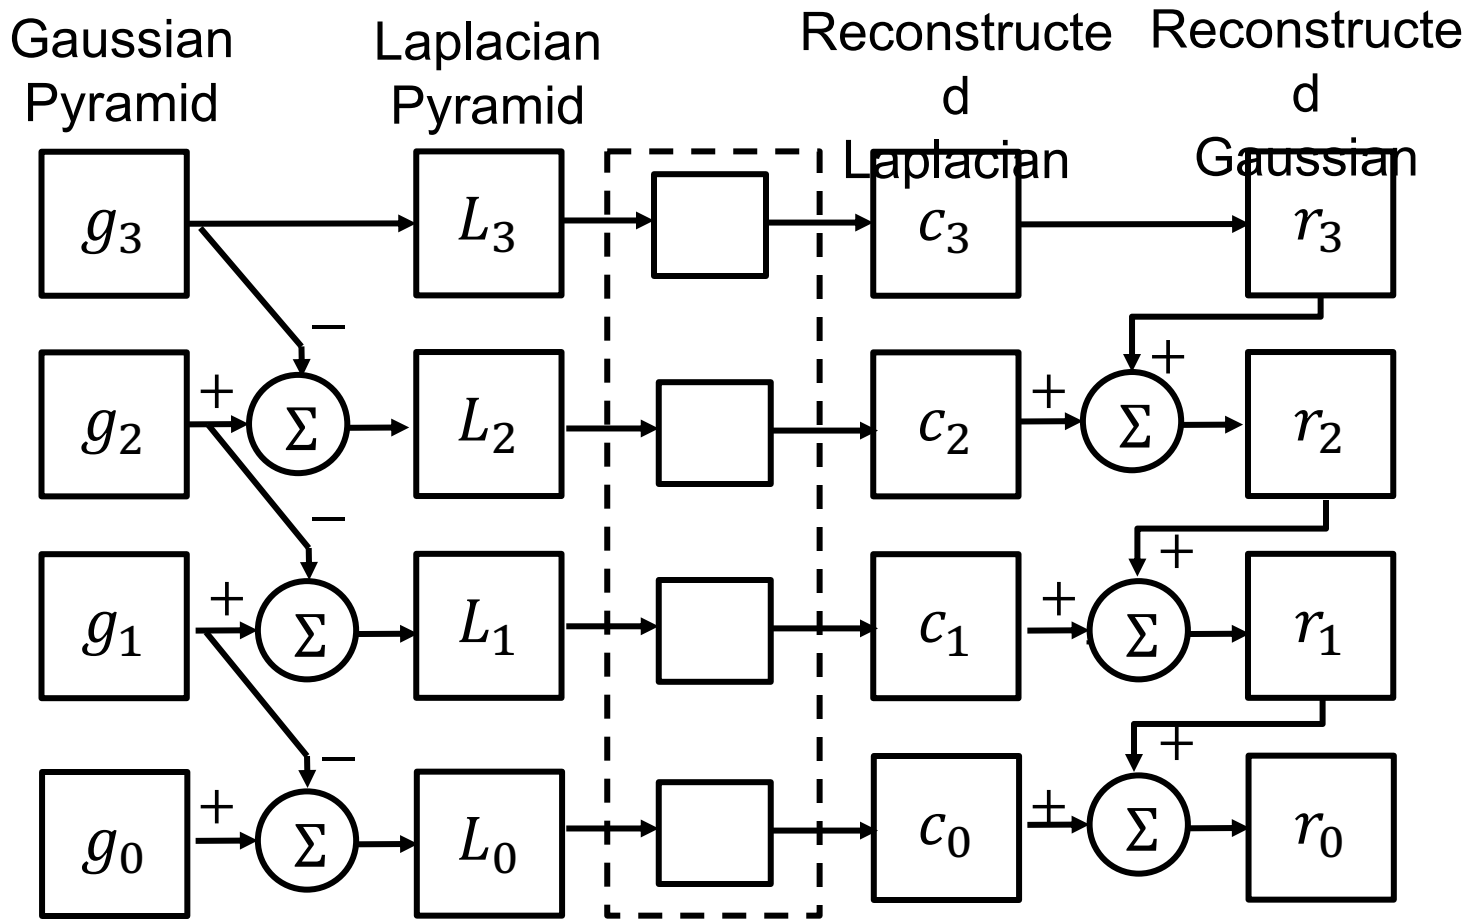 Gaussian
Pyramid
Laplacian
Pyramid
Reconstructe
d
Laplacian
Reconstructe
d
Gaussian
g₃ L₃ c₃ r₃
− +
+ +
g₂ Σ L₂ c₂ Σ r₂
− +
+ +
g₁ Σ L₁ c₁ Σ r₁
− +
+ +
g₀ Σ L₀ c₀ Σ r₀